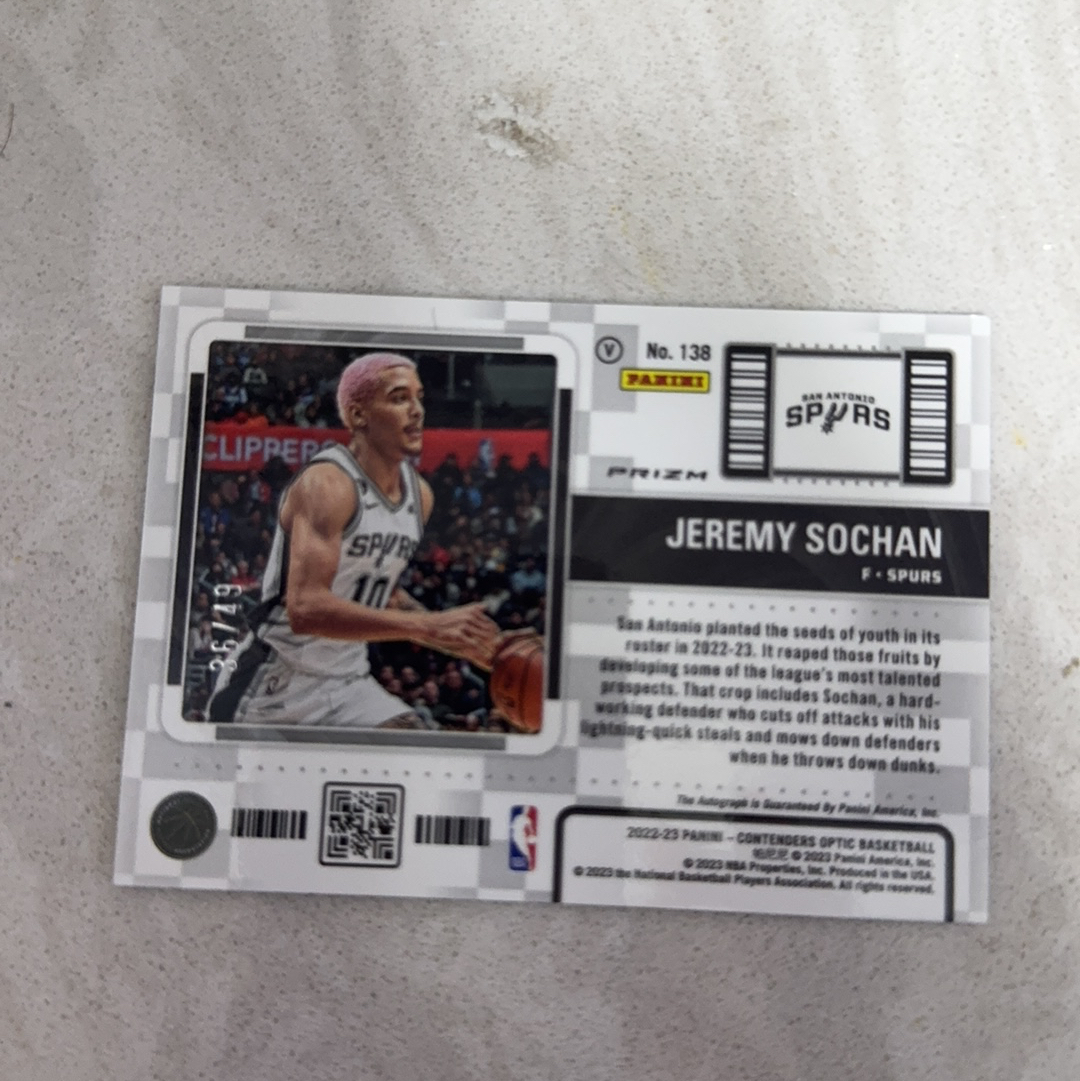 CLIPPERS
SPURS
10
36/49
V No. 138
PANINI
PRIZM
SAN ANTONIO
SPURS
JEREMY SOCHAN
F • SPURS
San Antonio planted the seeds of youth in its
roster in 2022-23. It reaped those fruits by
developing some of the league's most talented
prospects. That crop includes Sochan, a hard-
working defender who cuts off attacks with his
lightning-quick steals and mows down defenders
when he throws down dunks.
The Autograph is Guaranteed By Panini America, Inc.
2022-23 PANINI – CONTENDERS OPTIC BASKETBALL
帕尼尼 © 2023 Panini America, Inc.
© 2023 NBA Properties, Inc. Produced in the USA.
© 2023 the National Basketball Players Association. All rights reserved.